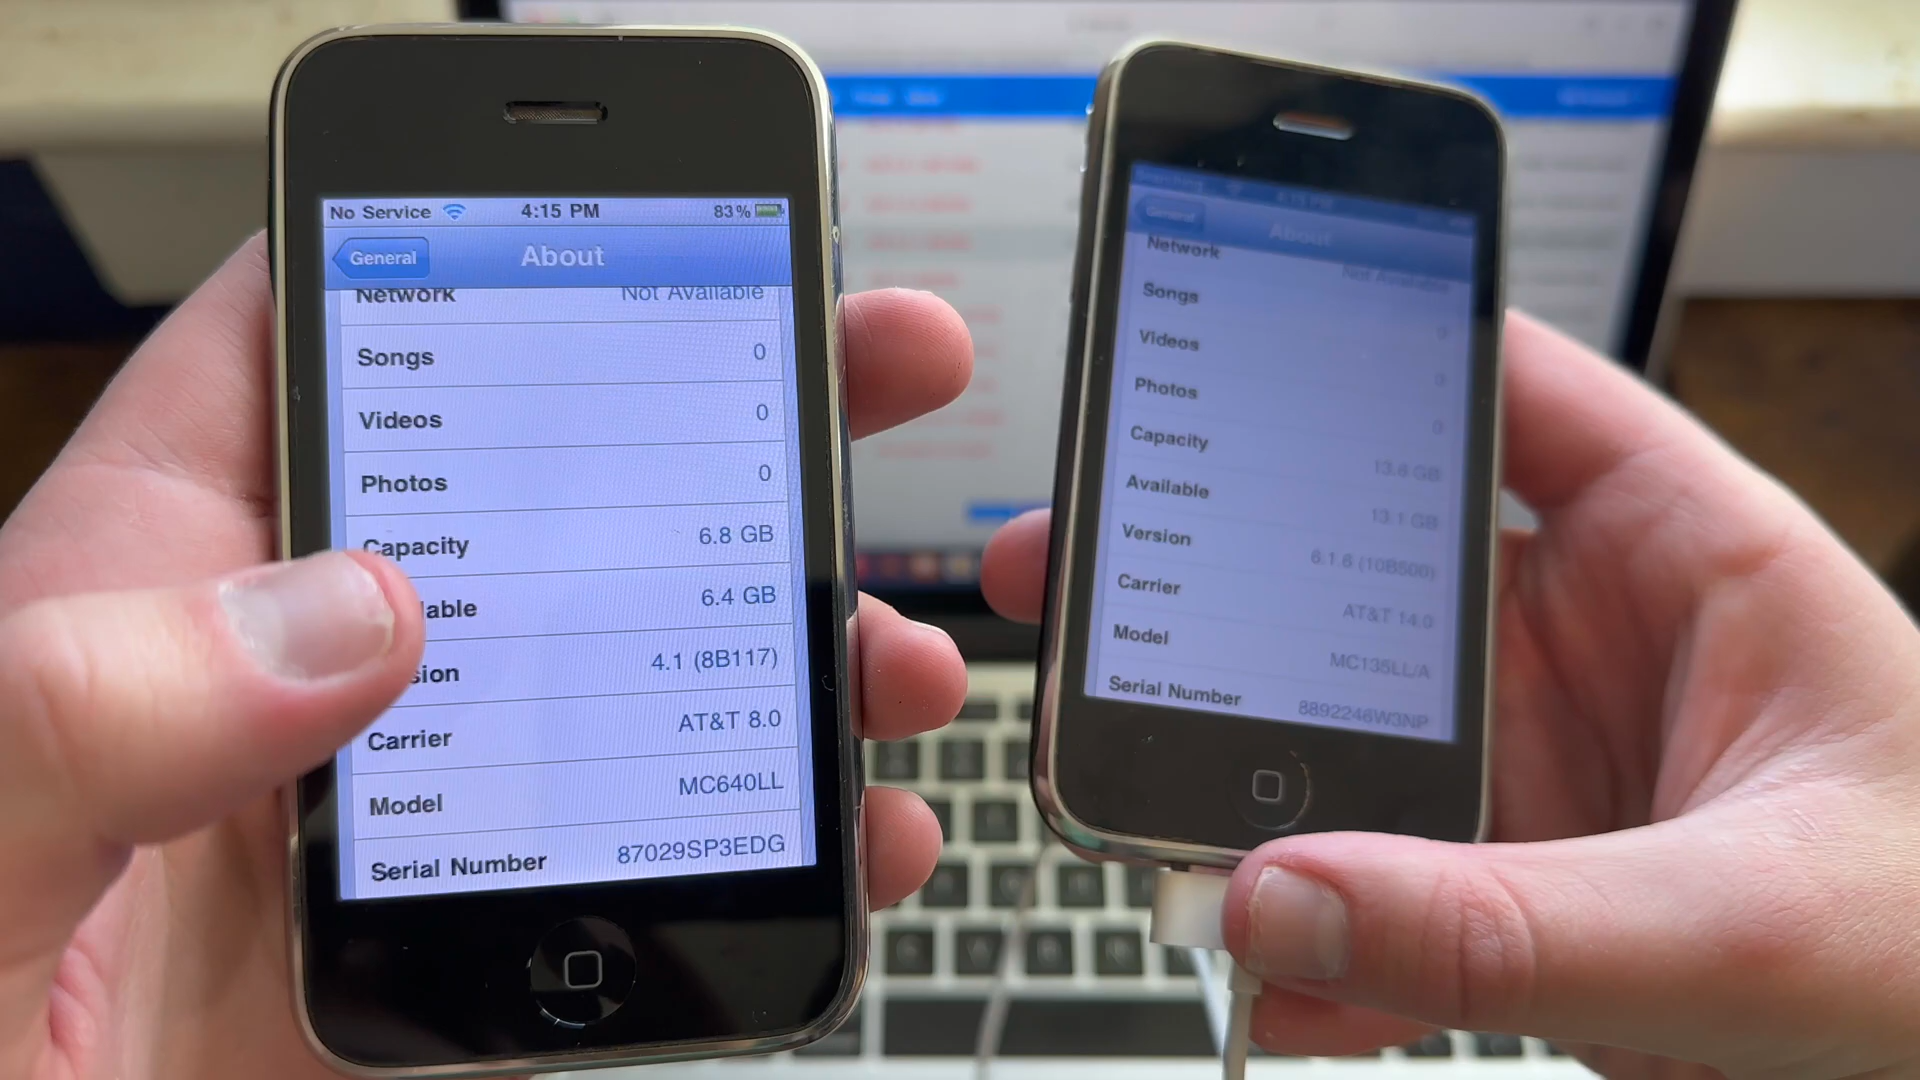 No Service 4:15 PM 83%
General About
Network Not Available
Songs 0
Videos 0
Photos 0
Capacity 6.8 GB
lable 6.4 GB
sion 4.1 (8B117)
Carrier AT&T 8.0
Model MC640LL
Serial Number 87029SP3EDG
General About
Network Not Available
Songs 0
Videos 0
Photos 0
Capacity 13.6 GB
Available 13.1 GB
Version 6.1.6 (10B500)
Carrier AT&T 14.0
Model MC135LL/A
Serial Number 8892246W3NP